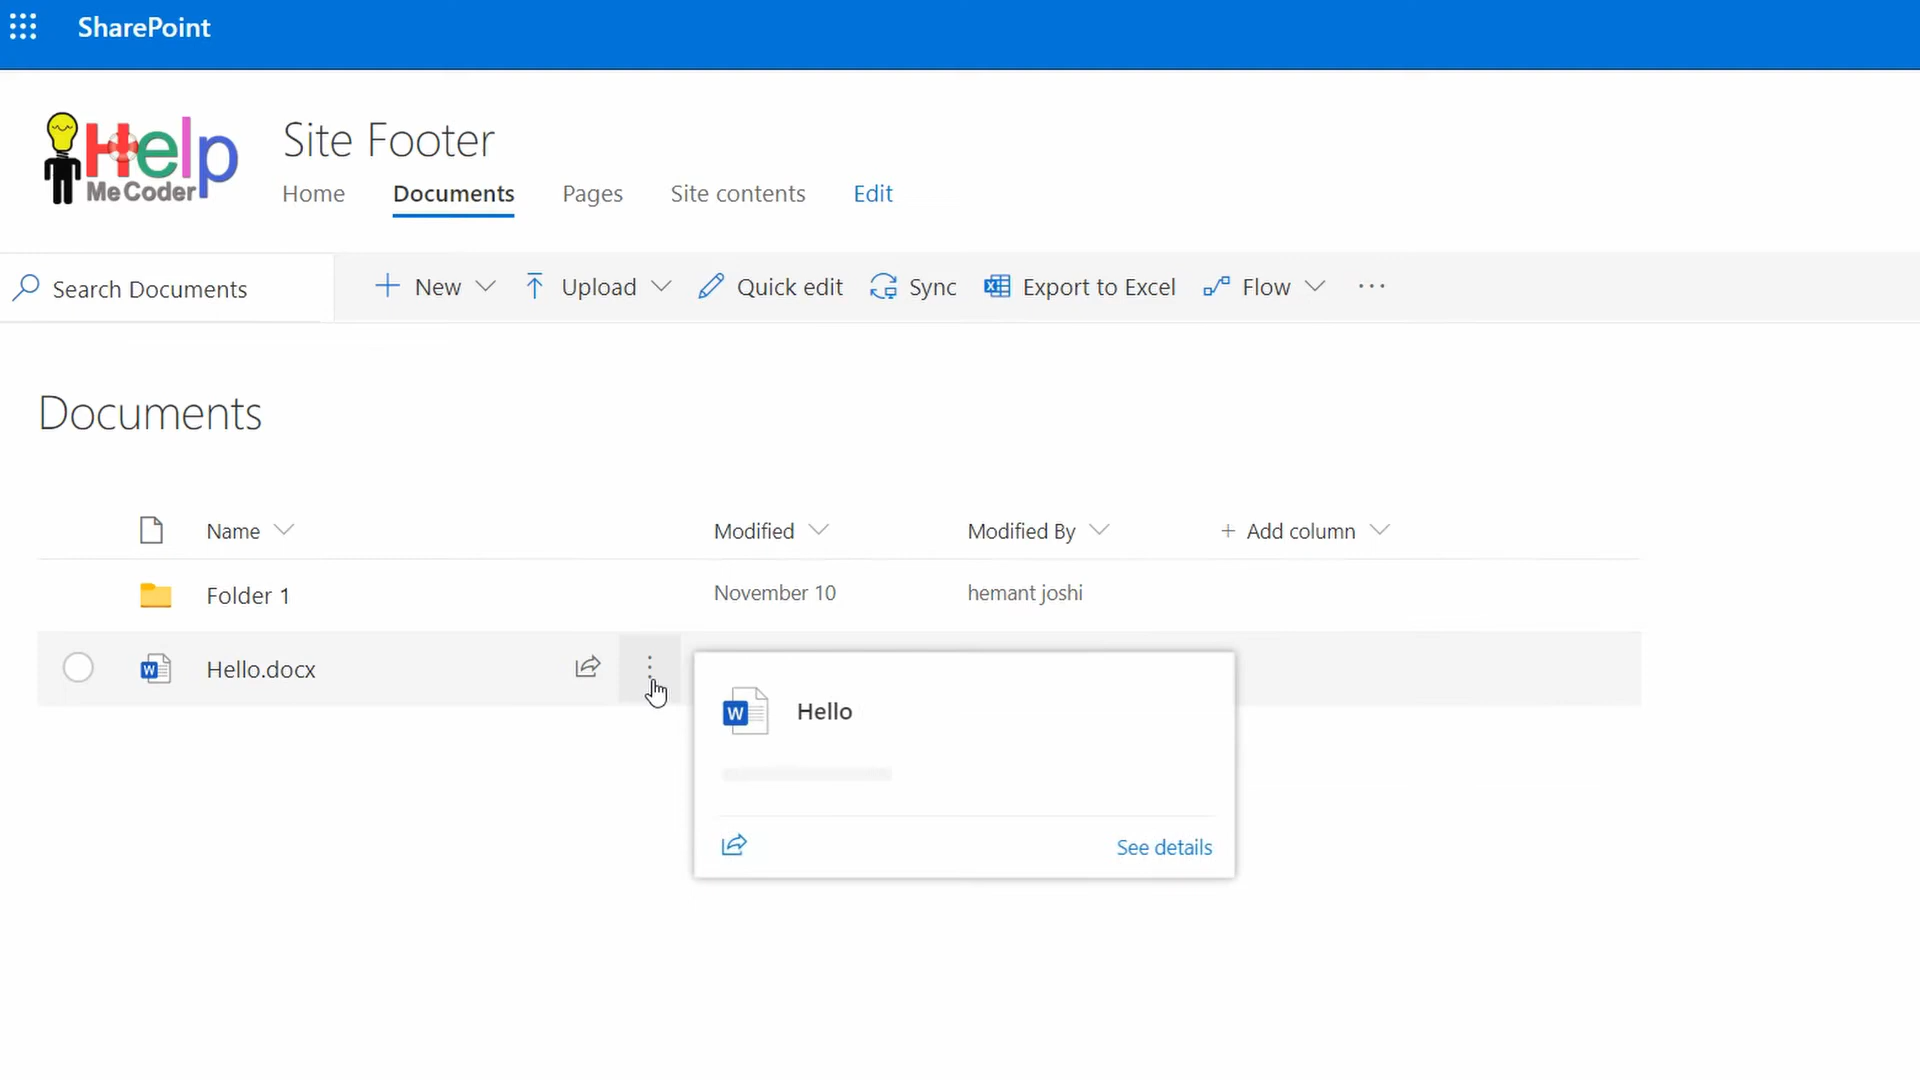 SharePoint
Help
Me Coder
Site Footer
Home Documents Pages Site contents Edit
Search Documents New Upload Quick edit Sync Export to Excel Flow ...
Documents
Name Modified Modified By + Add column
Folder 1 November 10 hemant joshi
Hello.docx
W Hello
See details